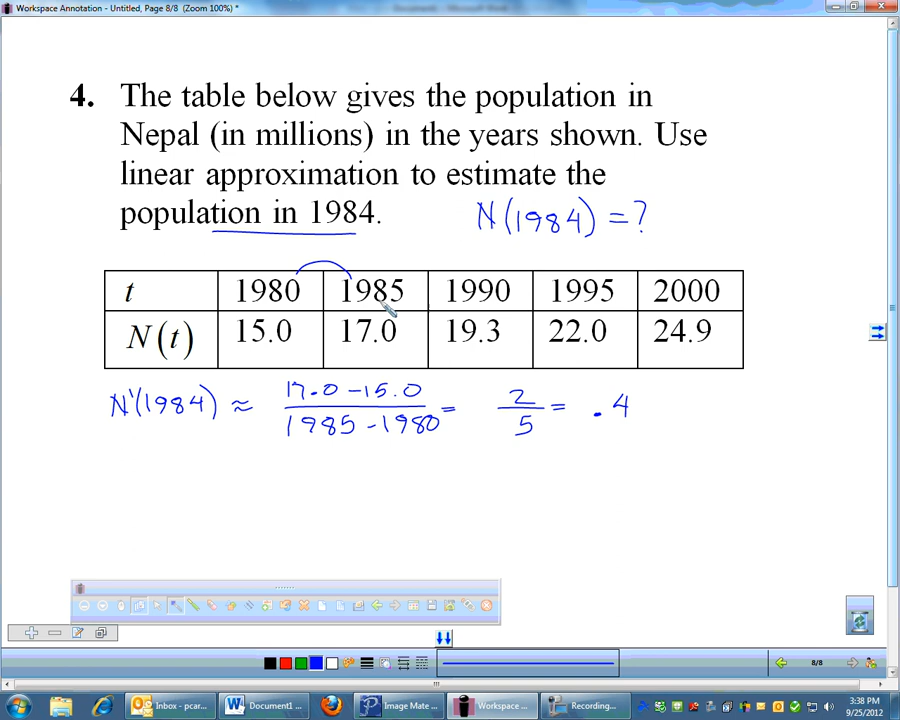 Workspace Annotation - Untitled, Page 8/8 (Zoom 100%) *
4. The table below gives the population in
Nepal (in millions) in the years shown. Use
linear approximation to estimate the
population in 1984. N(1984) = ?
t 1980 1985 1990 1995 2000
N(t) 15.0 17.0 19.3 22.0 24.9
N'(1984) ≈ 17.0 - 15.0 / 1985 - 1980 = 2 / 5 = .4
8/8
Inbox - pcar... Document1 ... Image Mate ... Workspace ... Recording...
3:38 PM
9/25/2012